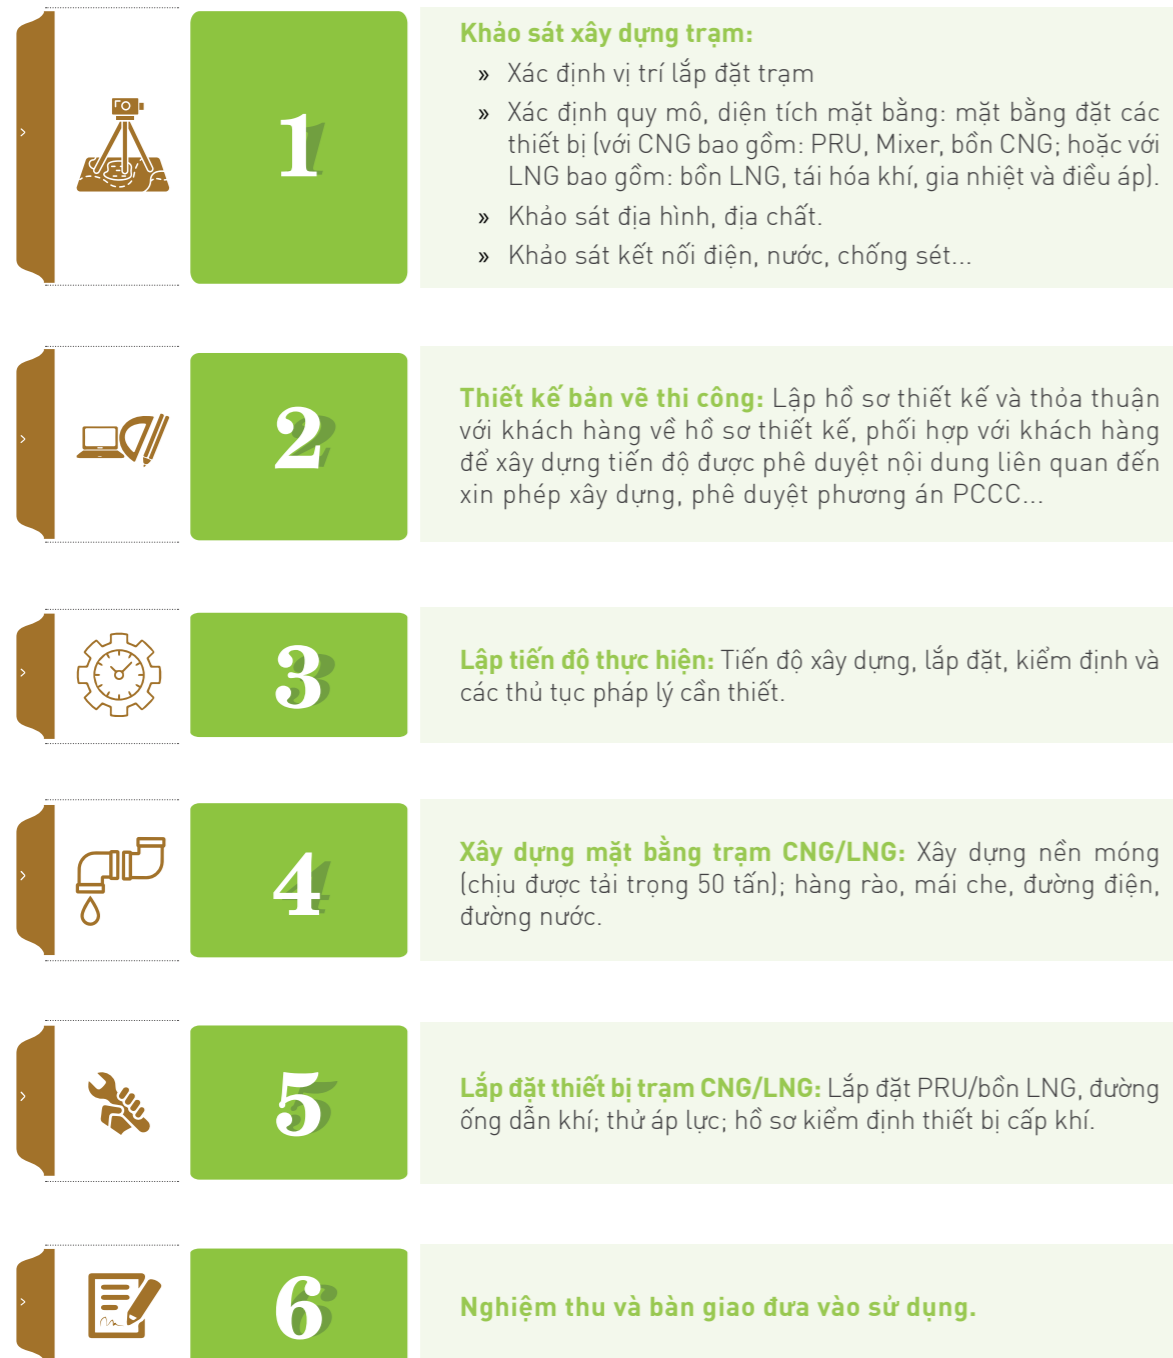 1
Khảo sát xây dựng trạm:
» Xác định vị trí lắp đặt trạm
» Xác định quy mô, diện tích mặt bằng: mặt bằng đặt các
thiết bị (với CNG bao gồm: PRU, Mixer, bồn CNG; hoặc với
LNG bao gồm: bồn LNG, tái hóa khí, gia nhiệt và điều áp).
» Khảo sát địa hình, địa chất.
» Khảo sát kết nối điện, nước, chống sét...
2
Thiết kế bản vẽ thi công: Lập hồ sơ thiết kế và thỏa thuận
với khách hàng về hồ sơ thiết kế, phối hợp với khách hàng
để xây dựng tiến độ được phê duyệt nội dung liên quan đến
xin phép xây dựng, phê duyệt phương án PCCC...
3
Lập tiến độ thực hiện: Tiến độ xây dựng, lắp đặt, kiểm định và
các thủ tục pháp lý cần thiết.
4
Xây dựng mặt bằng trạm CNG/LNG: Xây dựng nền móng
(chịu được tải trọng 50 tấn); hàng rào, mái che, đường điện,
đường nước.
5
Lắp đặt thiết bị trạm CNG/LNG: Lắp đặt PRU/bồn LNG, đường
ống dẫn khí; thử áp lực; hồ sơ kiểm định thiết bị cấp khí.
6
Nghiệm thu và bàn giao đưa vào sử dụng.